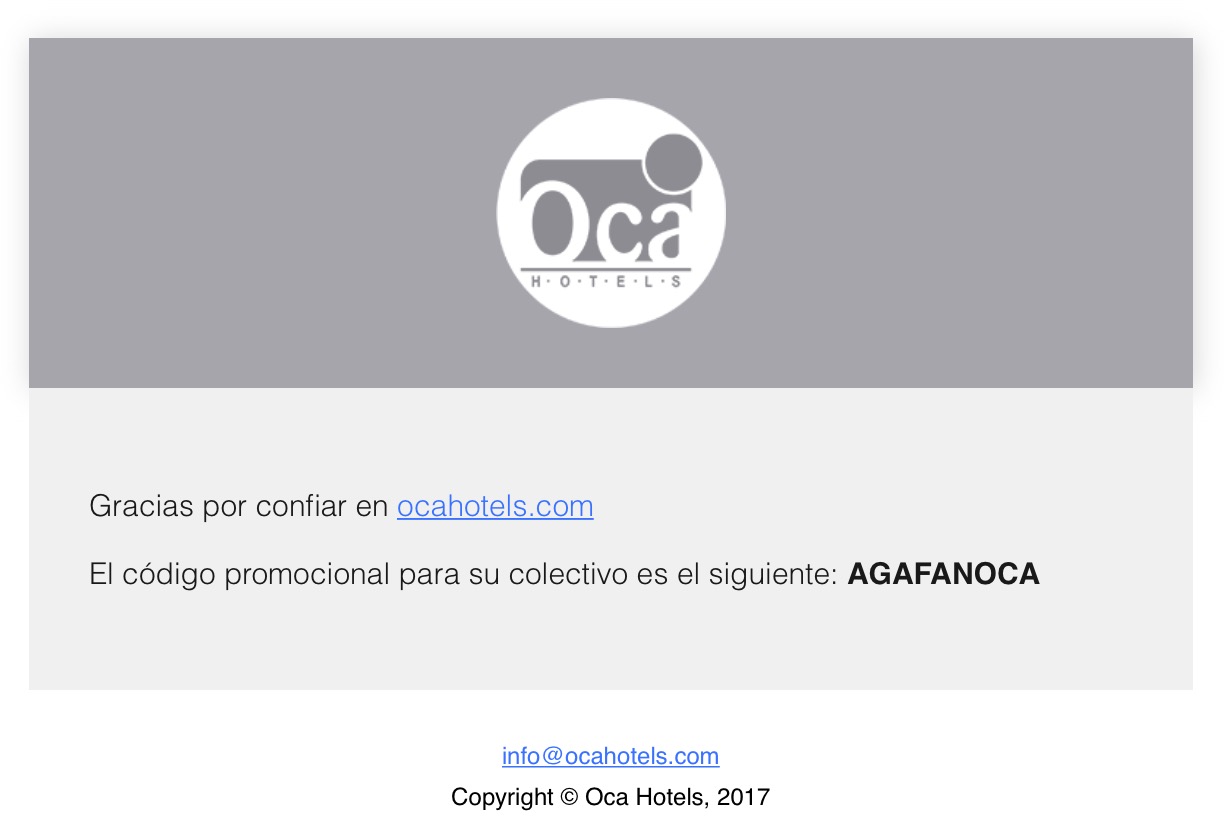 Oca
H·O·T·E·L·S
Gracias por confiar en ocahotels.com
El código promocional para su colectivo es el siguiente: AGAFANOCA
info@ocahotels.com
Copyright © Oca Hotels, 2017